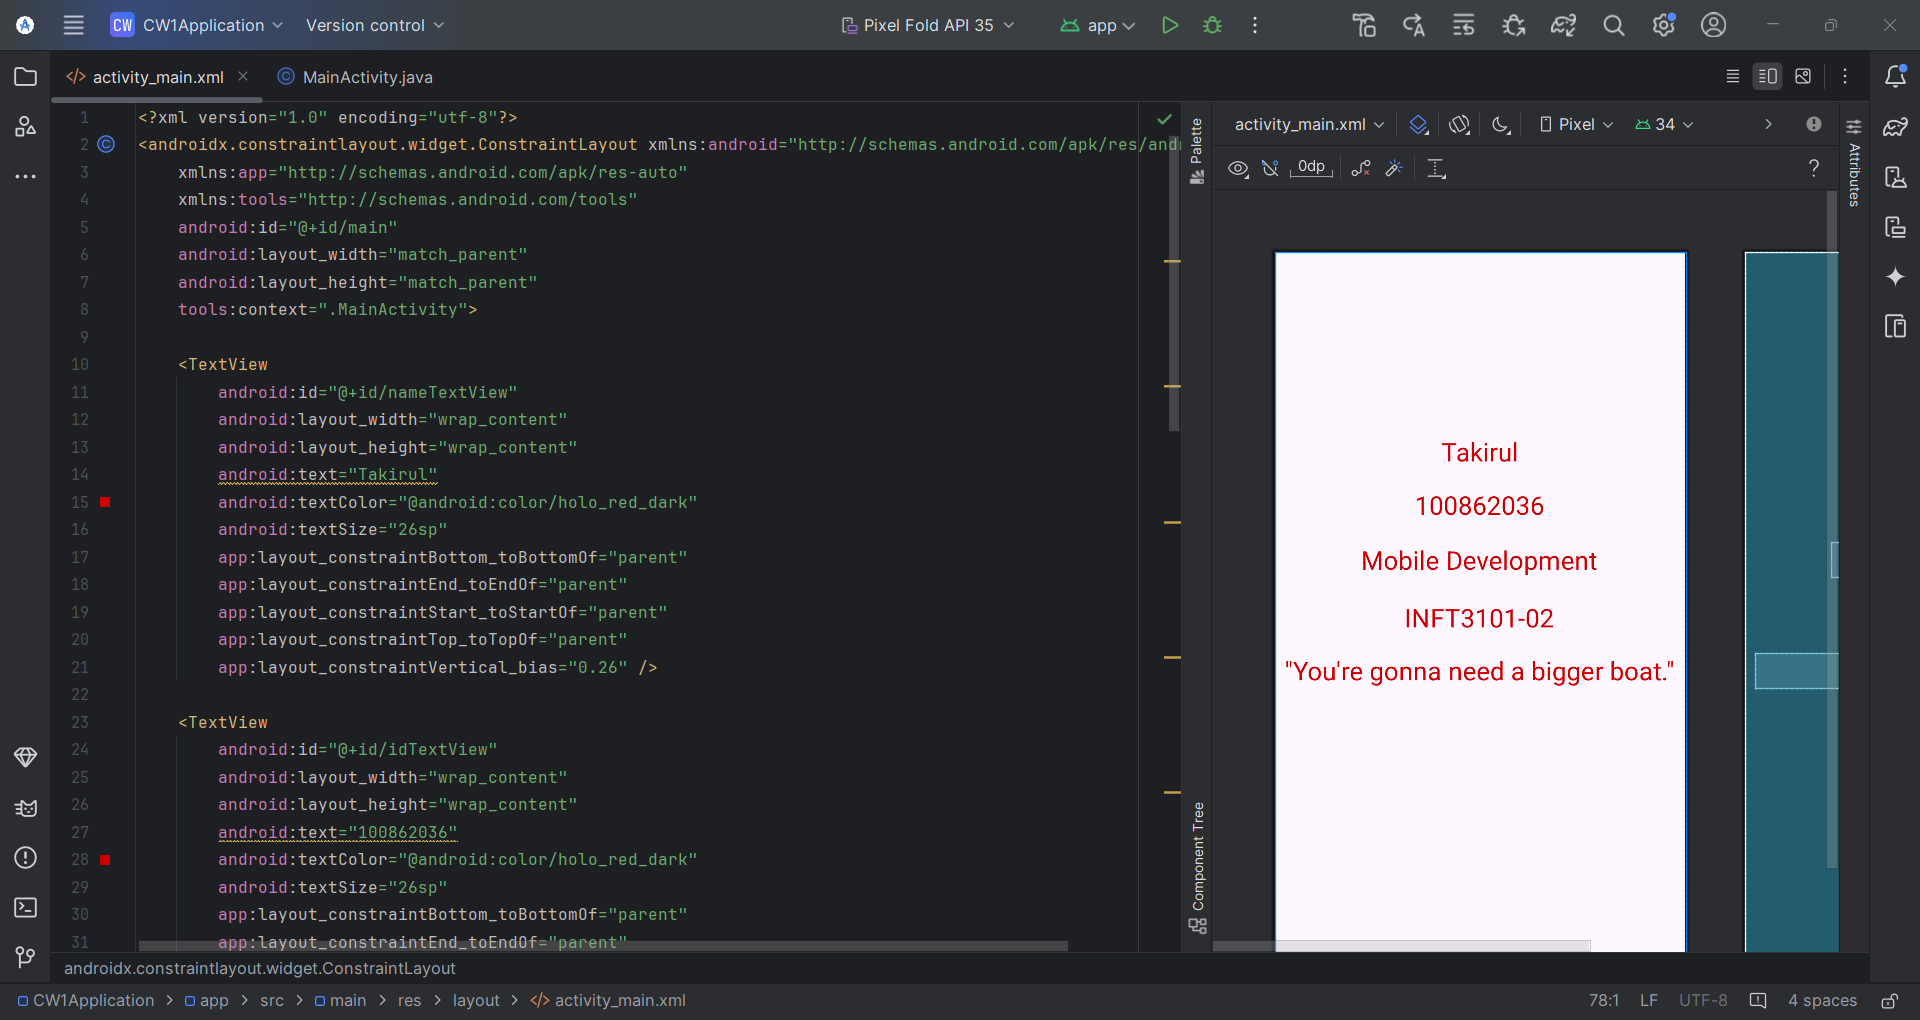 CW CW1Application Version control Pixel Fold API 35 app
activity_main.xml MainActivity.java
1 <?xml version="1.0" encoding="utf-8"?>
2 <androidx.constraintlayout.widget.ConstraintLayout xmlns:android="http://schemas.android.com/apk/res/and
3 xmlns:app="http://schemas.android.com/apk/res-auto"
4 xmlns:tools="http://schemas.android.com/tools"
5 android:id="@+id/main"
6 android:layout_width="match_parent"
7 android:layout_height="match_parent"
8 tools:context=".MainActivity">
9
10 <TextView
11 android:id="@+id/nameTextView"
12 android:layout_width="wrap_content"
13 android:layout_height="wrap_content"
14 android:text="Takirul"
15 android:textColor="@android:color/holo_red_dark"
16 android:textSize="26sp"
17 app:layout_constraintBottom_toBottomOf="parent"
18 app:layout_constraintEnd_toEndOf="parent"
19 app:layout_constraintStart_toStartOf="parent"
20 app:layout_constraintTop_toTopOf="parent"
21 app:layout_constraintVertical_bias="0.26" />
22
23 <TextView
24 android:id="@+id/idTextView"
25 android:layout_width="wrap_content"
26 android:layout_height="wrap_content"
27 android:text="100862036"
28 android:textColor="@android:color/holo_red_dark"
29 android:textSize="26sp"
30 app:layout_constraintBottom_toBottomOf="parent"
31 app:layout_constraintEnd_toEndOf="parent"
androidx.constraintlayout.widget.ConstraintLayout
Palette
Component Tree
activity_main.xml Pixel 34
0dp ?
Attributes
Takirul
100862036
Mobile Development
INFT3101-02
"You're gonna need a bigger boat."
CW1Application > app > src > main > res > layout > activity_main.xml
78:1 LF UTF-8 4 spaces